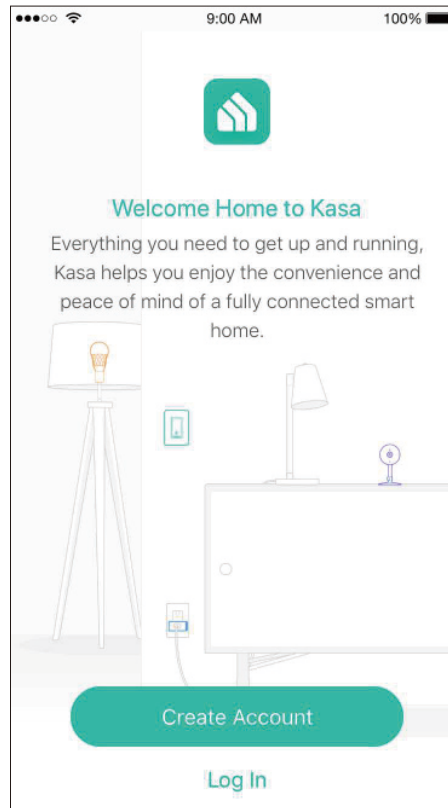 9:00 AM 100%
Welcome Home to Kasa
Everything you need to get up and running,
Kasa helps you enjoy the convenience and
peace of mind of a fully connected smart
home.
Create Account
Log In